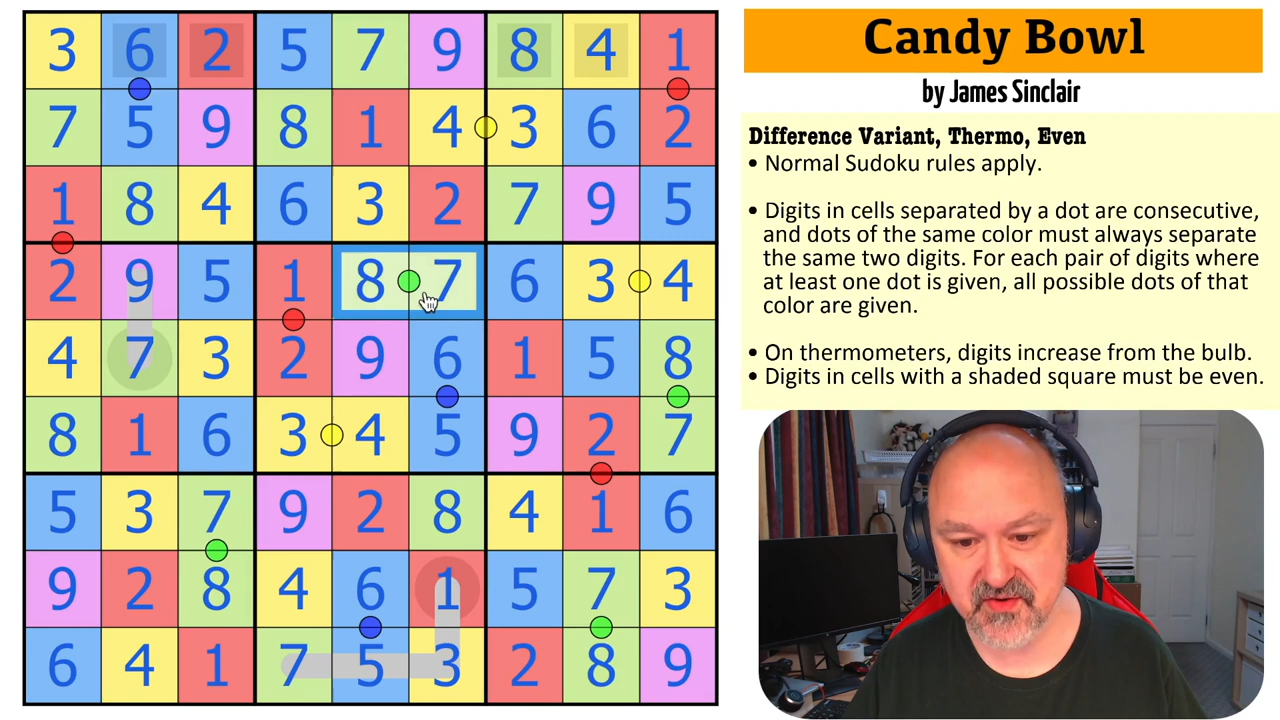 3 6 2 5 7 9 8 4 1
7 5 9 8 1 4 3 6 2
1 8 4 6 3 2 7 9 5
2 9 5 1 8 7 6 3 4
4 7 3 2 9 6 1 5 8
8 1 6 3 4 5 9 2 7
5 3 7 9 2 8 4 1 6
9 2 8 4 6 1 5 7 3
6 4 1 7 5 3 2 8 9
Candy Bowl
by James Sinclair
Difference Variant, Thermo, Even
• Normal Sudoku rules apply.
• Digits in cells separated by a dot are consecutive,
and dots of the same color must always separate
the same two digits. For each pair of digits where
at least one dot is given, all possible dots of that
color are given.
• On thermometers, digits increase from the bulb.
• Digits in cells with a shaded square must be even.